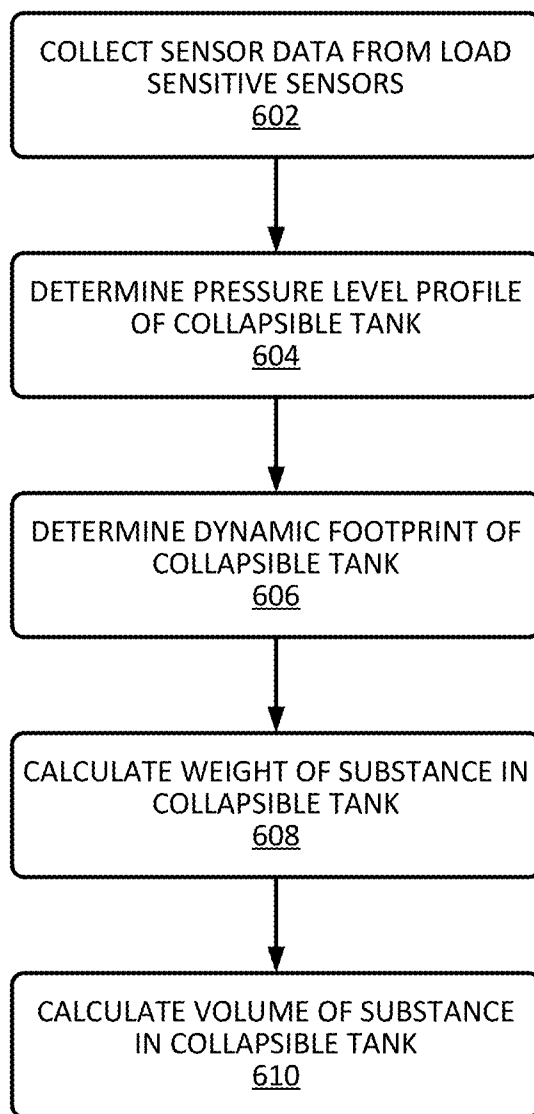 COLLECT SENSOR DATA FROM LOAD
SENSITIVE SENSORS
602
DETERMINE PRESSURE LEVEL PROFILE
OF COLLAPSIBLE TANK
604
DETERMINE DYNAMIC FOOTPRINT OF
COLLAPSIBLE TANK
606
CALCULATE WEIGHT OF SUBSTANCE IN
COLLAPSIBLE TANK
608
CALCULATE VOLUME OF SUBSTANCE
IN COLLAPSIBLE TANK
610